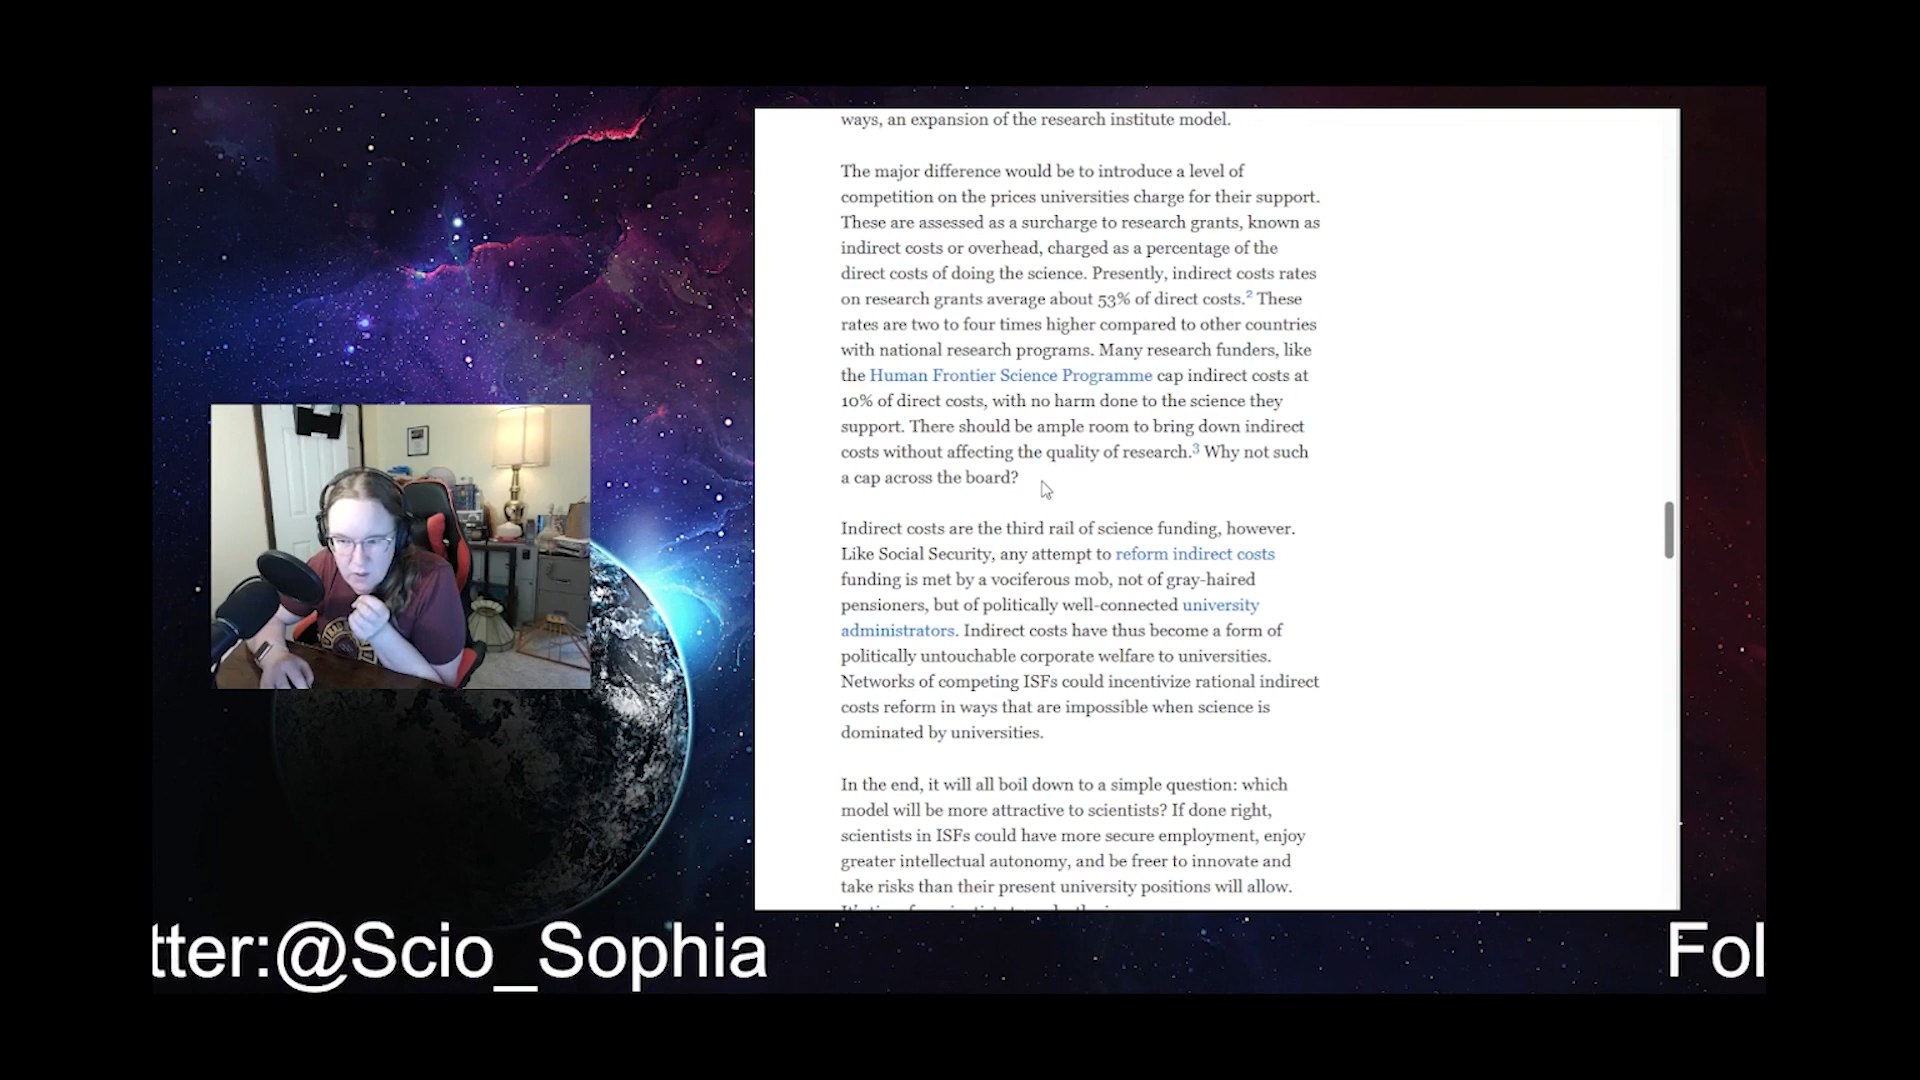 ways, an expansion of the research institute model.
The major difference would be to introduce a level of
competition on the prices universities charge for their support.
These are assessed as a surcharge to research grants, known as
indirect costs or overhead, charged as a percentage of the
direct costs of doing the science. Presently, indirect costs rates
on research grants average about 53% of direct costs.² These
rates are two to four times higher compared to other countries
with national research programs. Many research funders, like
the Human Frontier Science Programme cap indirect costs at
10% of direct costs, with no harm done to the science they
support. There should be ample room to bring down indirect
costs without affecting the quality of research.³ Why not such
a cap across the board?
Indirect costs are the third rail of science funding, however.
Like Social Security, any attempt to reform indirect costs
funding is met by a vociferous mob, not of gray-haired
pensioners, but of politically well-connected university
administrators. Indirect costs have thus become a form of
politically untouchable corporate welfare to universities.
Networks of competing ISFs could incentivize rational indirect
costs reform in ways that are impossible when science is
dominated by universities.
In the end, it will all boil down to a simple question: which
model will be more attractive to scientists? If done right,
scientists in ISFs could have more secure employment, enjoy
greater intellectual autonomy, and be freer to innovate and
take risks than their present university positions will allow.
tter:@Scio_Sophia
Fol